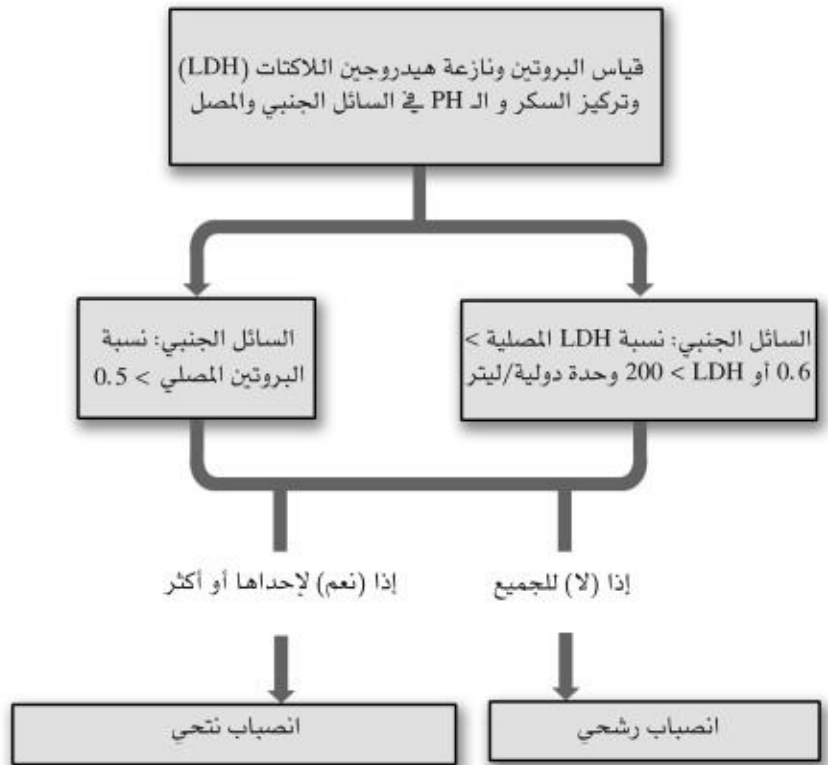 قياس البروتين ونازعة هيدروجين اللاكتات (LDH)
وتركيز السكر و الـ PH في السائل الجنبي والمصل
السائل الجنبي: نسبة LDH المصلية >
0.6 أو LDH > 200 وحدة دولية/ليتر
السائل الجنبي: نسبة
البروتين المصلي > 0.5
إذا (لا) للجميع
إذا (نعم) لإحداها أو أكثر
انصباب رشحي
انصباب نتحي